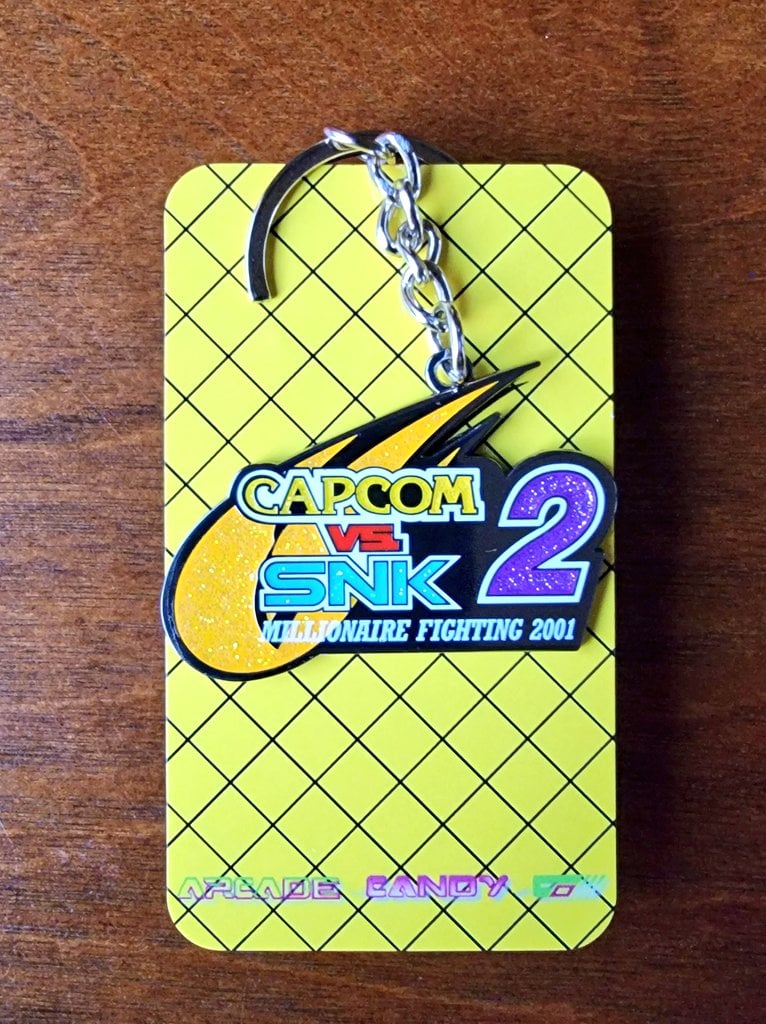 CAPCOM
VS.
SNK 2
MILLIONAIRE FIGHTING 2001
ARCADE CANDY